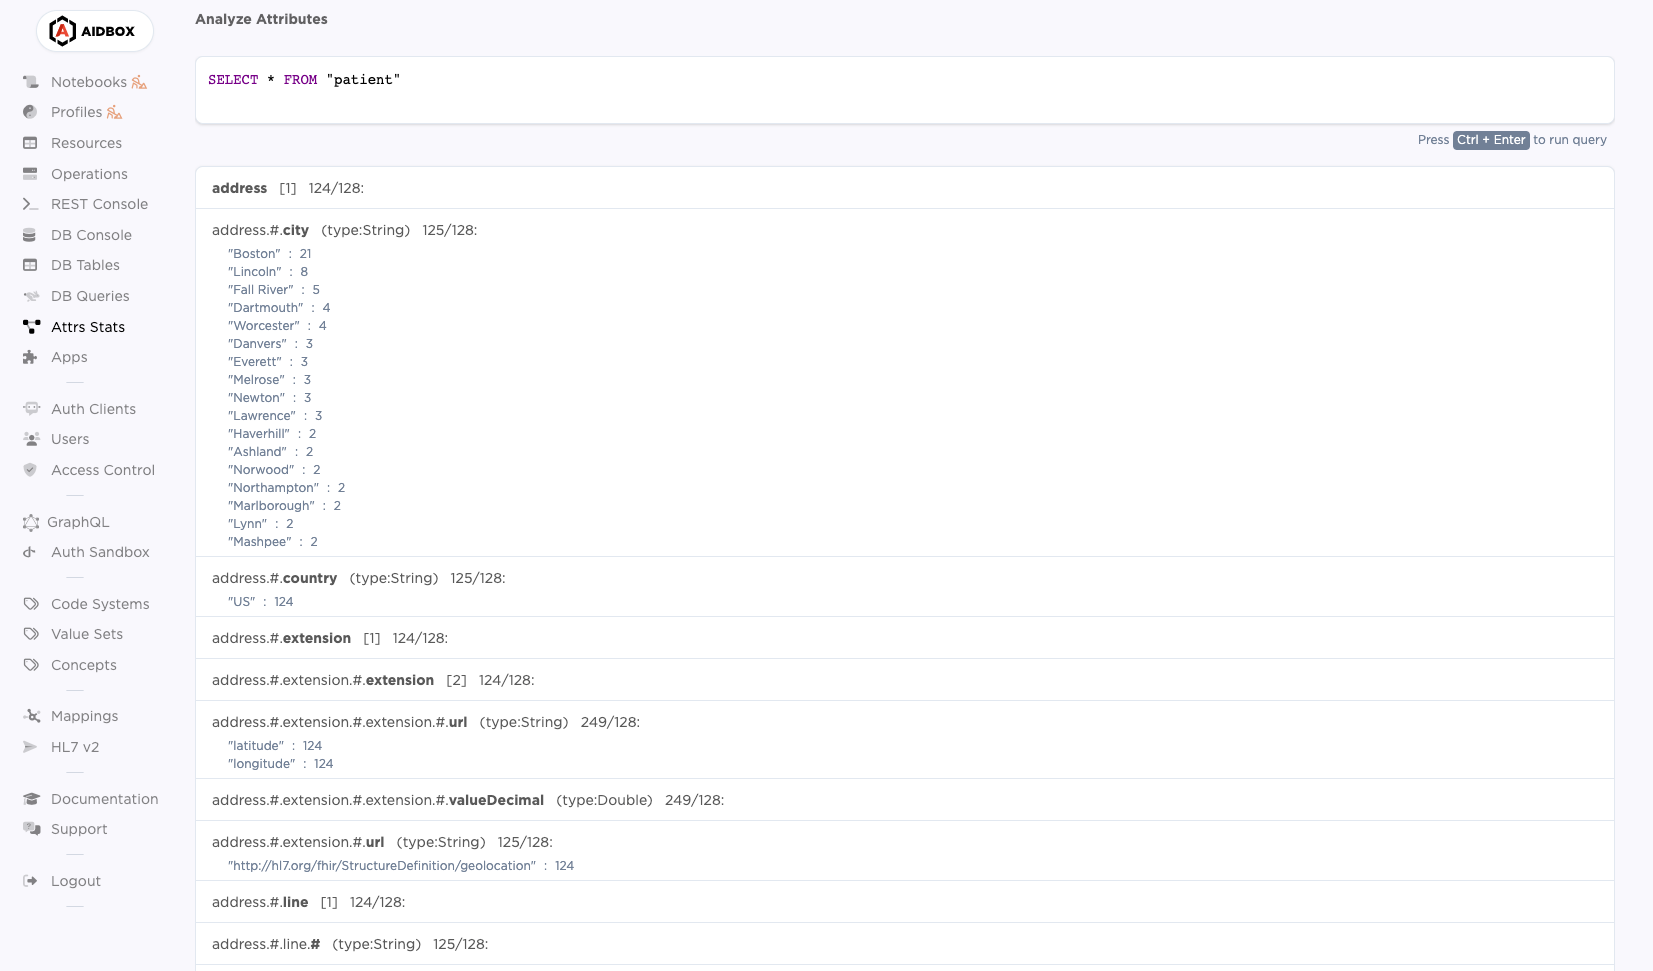 AIDBOX
Notebooks
Profiles
Resources
Operations
REST Console
DB Console
DB Tables
DB Queries
Attrs Stats
Apps
Auth Clients
Users
Access Control
GraphQL
Auth Sandbox
Code Systems
Value Sets
Concepts
Mappings
HL7 v2
Documentation
Support
Logout
Analyze Attributes
SELECT * FROM "patient"
Press Ctrl + Enter to run query
address [1] 124/128:
address.#.city (type:String) 125/128:
"Boston" : 21
"Lincoln" : 8
"Fall River" : 5
"Dartmouth" : 4
"Worcester" : 4
"Danvers" : 3
"Everett" : 3
"Melrose" : 3
"Newton" : 3
"Lawrence" : 3
"Haverhill" : 2
"Ashland" : 2
"Norwood" : 2
"Northampton" : 2
"Marlborough" : 2
"Lynn" : 2
"Mashpee" : 2
address.#.country (type:String) 125/128:
"US" : 124
address.#.extension [1] 124/128:
address.#.extension.#.extension [2] 124/128:
address.#.extension.#.extension.#.url (type:String) 249/128:
"latitude" : 124
"longitude" : 124
address.#.extension.#.extension.#.valueDecimal (type:Double) 249/128:
address.#.extension.#.url (type:String) 125/128:
"http://hl7.org/fhir/StructureDefinition/geolocation" : 124
address.#.line [1] 124/128:
address.#.line.# (type:String) 125/128: